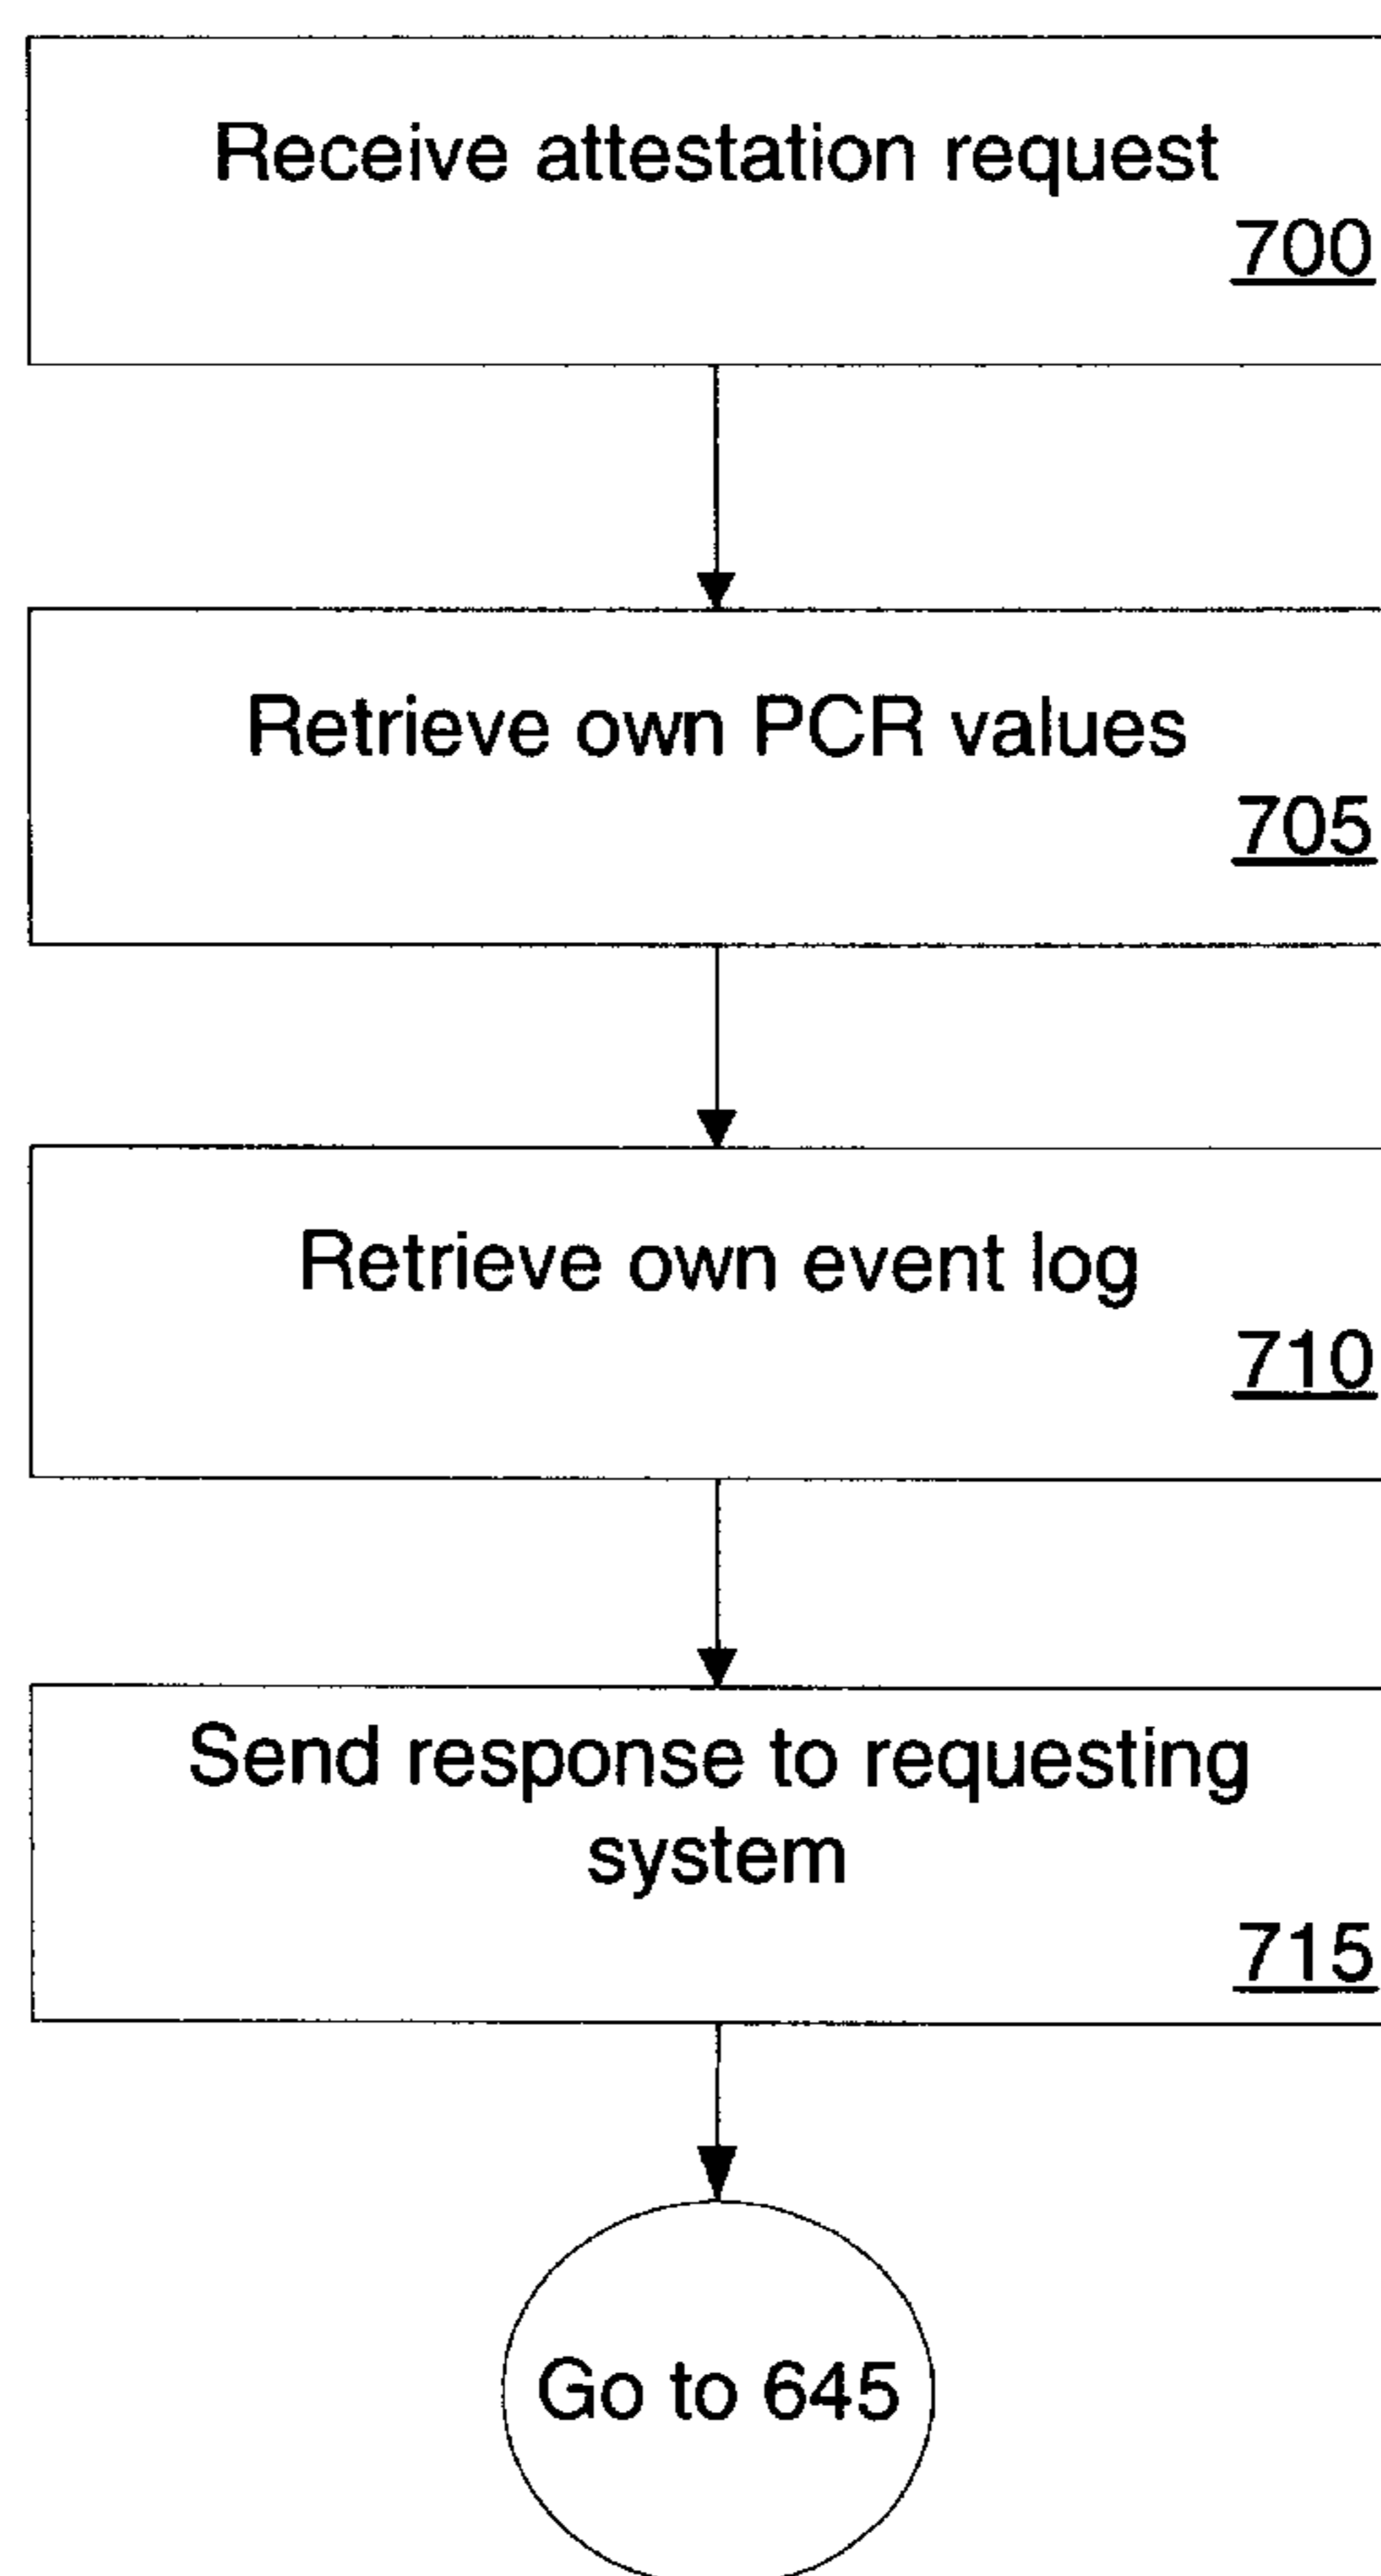 Receive attestation request
700
Retrieve own PCR values
705
Retrieve own event log
710
Send response to requesting
system
715
Go to 645